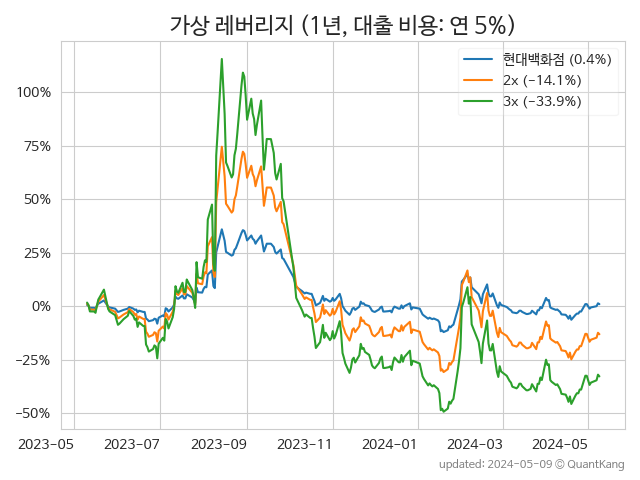 가상 레버리지 (1년, 대출 비용: 연 5%)
현대백화점 (0.4%)
2x (−14.1%)
3x (−33.9%)
100%
75%
50%
25%
0%
−25%
−50%
2023-05
2023-07
2023-09
2023-11
2024-01
2024-03
2024-05
updated: 2024-05-09 © QuantKang